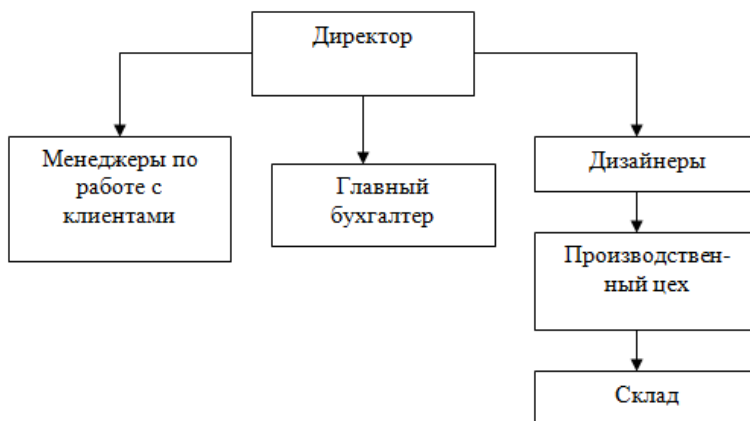 Директор
Менеджеры по
работе с
клиентами
Главный
бухгалтер
Дизайнеры
Производствен-
ный цех
Склад